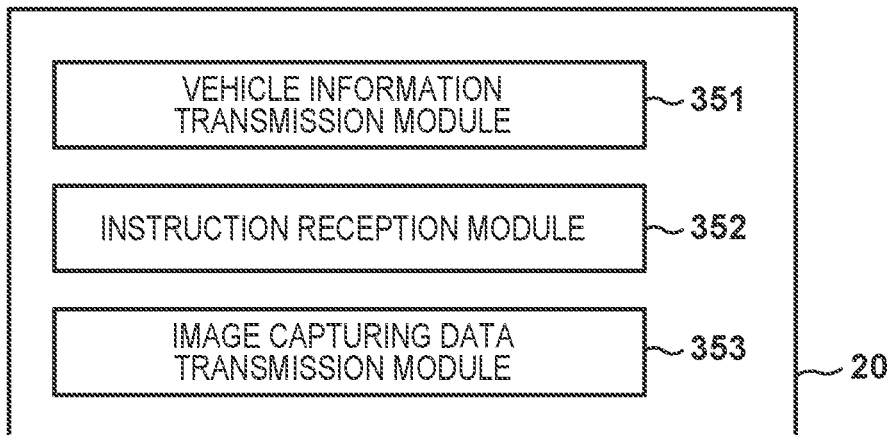 VEHICLE INFORMATION
TRANSMISSION MODULE
351
INSTRUCTION RECEPTION MODULE
352
IMAGE CAPTURING DATA
TRANSMISSION MODULE
353
20